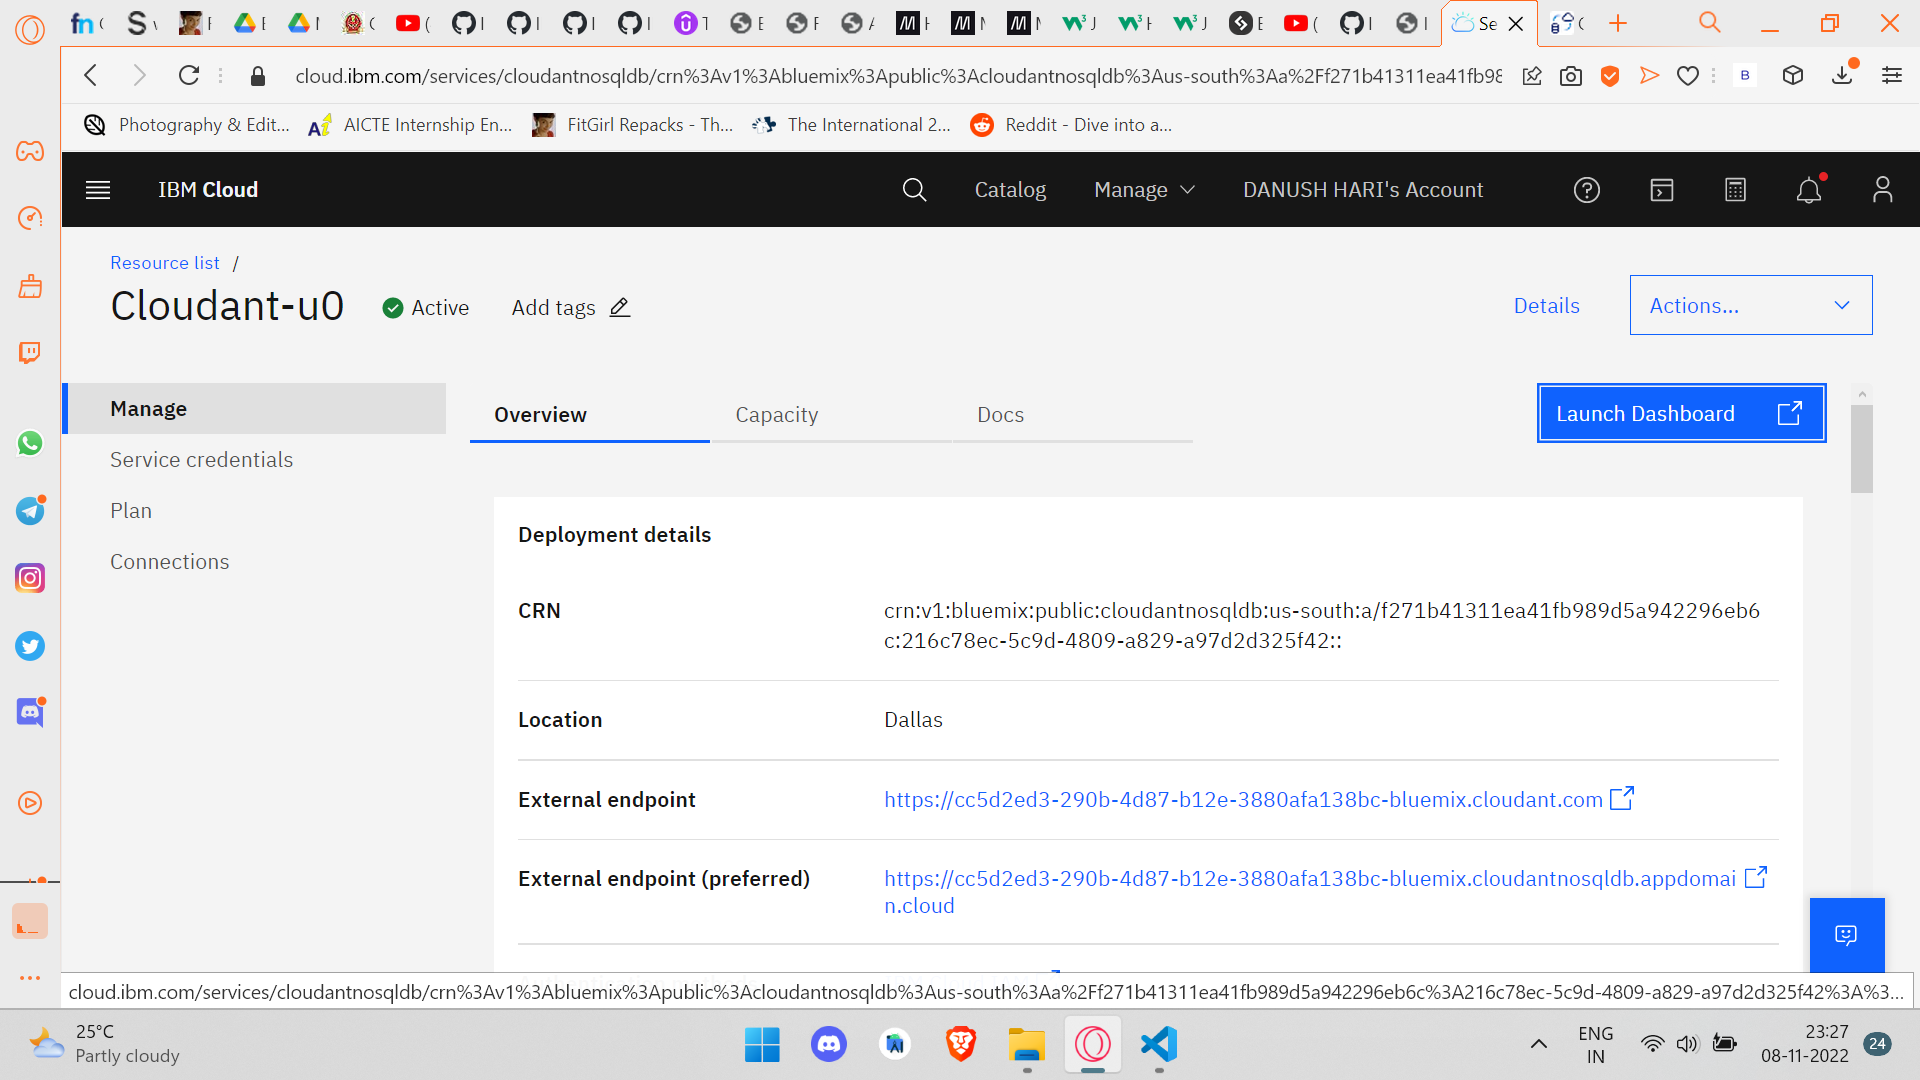 Se
cloud.ibm.com/services/cloudantnosqldb/crn%3Av1%3Abluemix%3Apublic%3Acloudantnosqldb%3Aus-south%3Aa%2Ff271b41311ea41fb98
Photography & Edit...
AICTE Internship En...
FitGirl Repacks - Th...
The International 2...
Reddit - Dive into a...
IBM Cloud
Catalog
Manage
DANUSH HARI's Account
Resource list /
Cloudant-u0
Active
Add tags
Details
Actions...
Manage
Service credentials
Plan
Connections
Overview
Capacity
Docs
Launch Dashboard
Deployment details
CRN
crn:v1:bluemix:public:cloudantnosqldb:us-south:a/f271b41311ea41fb989d5a942296eb6
c:216c78ec-5c9d-4809-a829-a97d2d325f42::
Location
Dallas
External endpoint
https://cc5d2ed3-290b-4d87-b12e-3880afa138bc-bluemix.cloudant.com
External endpoint (preferred)
https://cc5d2ed3-290b-4d87-b12e-3880afa138bc-bluemix.cloudantnosqldb.appdomai
n.cloud
cloud.ibm.com/services/cloudantnosqldb/crn%3Av1%3Abluemix%3Apublic%3Acloudantnosqldb%3Aus-south%3Aa%2Ff271b41311ea41fb989d5a942296eb6c%3A216c78ec-5c9d-4809-a829-a97d2d325f42%3A%3...
25°C
Partly cloudy
ENG
IN
23:27
08-11-2022
24